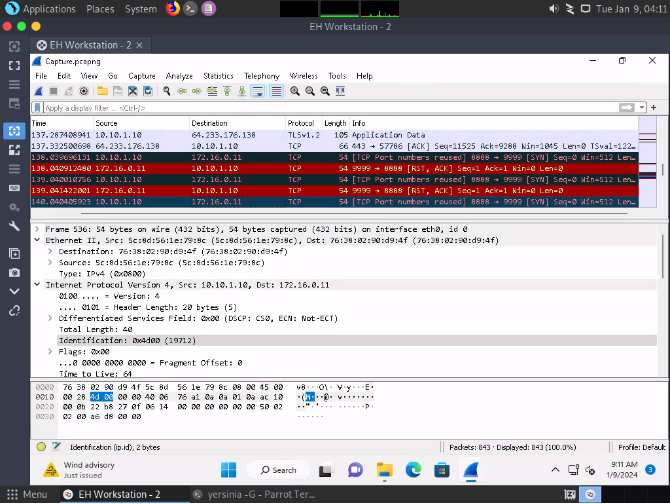 Applications Places System Tue Jan 9, 04:11
EH Workstation - 2
EH Workstation - 2 ×
Capture.pcapng
File Edit View Go Capture Analyze Statistics Telephony Wireless Tools Help
Apply a display filter ... <Ctrl-/>
Time Source Destination Protocol Length Info
137.287408941 10.10.1.10 64.233.176.138 TLSv1.2 105 Application Data
137.332500698 64.233.176.138 10.10.1.10 TCP 66 443 → 57786 [ACK] Seq=11525 Ack=9288 Win=1045 Len=0 TSval=122...
138.039696131 10.10.1.10 172.16.0.11 TCP 54 [TCP Port numbers reused] 8888 → 9999 [SYN] Seq=0 Win=512 Len...
138.040912480 172.16.0.11 10.10.1.10 TCP 54 9999 → 8888 [RST, ACK] Seq=1 Ack=1 Win=0 Len=0
139.040010756 10.10.1.10 172.16.0.11 TCP 54 [TCP Port numbers reused] 8888 → 9999 [SYN] Seq=0 Win=512 Len...
139.041422001 172.16.0.11 10.10.1.10 TCP 54 9999 → 8888 [RST, ACK] Seq=1 Ack=1 Win=0 Len=0
140.040405923 10.10.1.10 172.16.0.11 TCP 54 [TCP Port numbers reused] 8888 → 9999 [SYN] Seq=0 Win=512 Len...
Frame 536: 54 bytes on wire (432 bits), 54 bytes captured (432 bits) on interface eth0, id 0
Ethernet II, Src: 5c:8d:56:1e:79:8c (5c:8d:56:1e:79:8c), Dst: 76:38:02:90:d9:4f (76:38:02:90:d9:4f)
Destination: 76:38:02:90:d9:4f (76:38:02:90:d9:4f)
Source: 5c:8d:56:1e:79:8c (5c:8d:56:1e:79:8c)
Type: IPv4 (0x0800)
Internet Protocol Version 4, Src: 10.10.1.10, Dst: 172.16.0.11
0100 .... = Version: 4
.... 0101 = Header Length: 20 bytes (5)
Differentiated Services Field: 0x00 (DSCP: CS0, ECN: Not-ECT)
Total Length: 40
Identification: 0x4d00 (19712)
Flags: 0x00
...0 0000 0000 0000 = Fragment Offset: 0
Time to Live: 64
0000 76 38 02 90 d9 4f 5c 8d 56 1e 79 8c 08 00 45 00 v8···O\· V·y···E·
0010 00 28 4d 00 00 00 40 06 76 a1 0a 0a 01 0a ac 10 ·(M···@· v·······
0020 00 0b 22 b8 27 0f 06 14 00 00 00 00 00 00 50 02 ··"·'··· ······P·
0030 02 00 a6 d8 00 00 ······
Identification (ip.id), 2 bytes Packets: 843 · Displayed: 843 (100.0%) Profile: Default
Wind advisory
Just issued
Search
9:11 AM
1/9/2024
3
Menu EH Workstation - 2 yersinia -G - Parrot Ter...